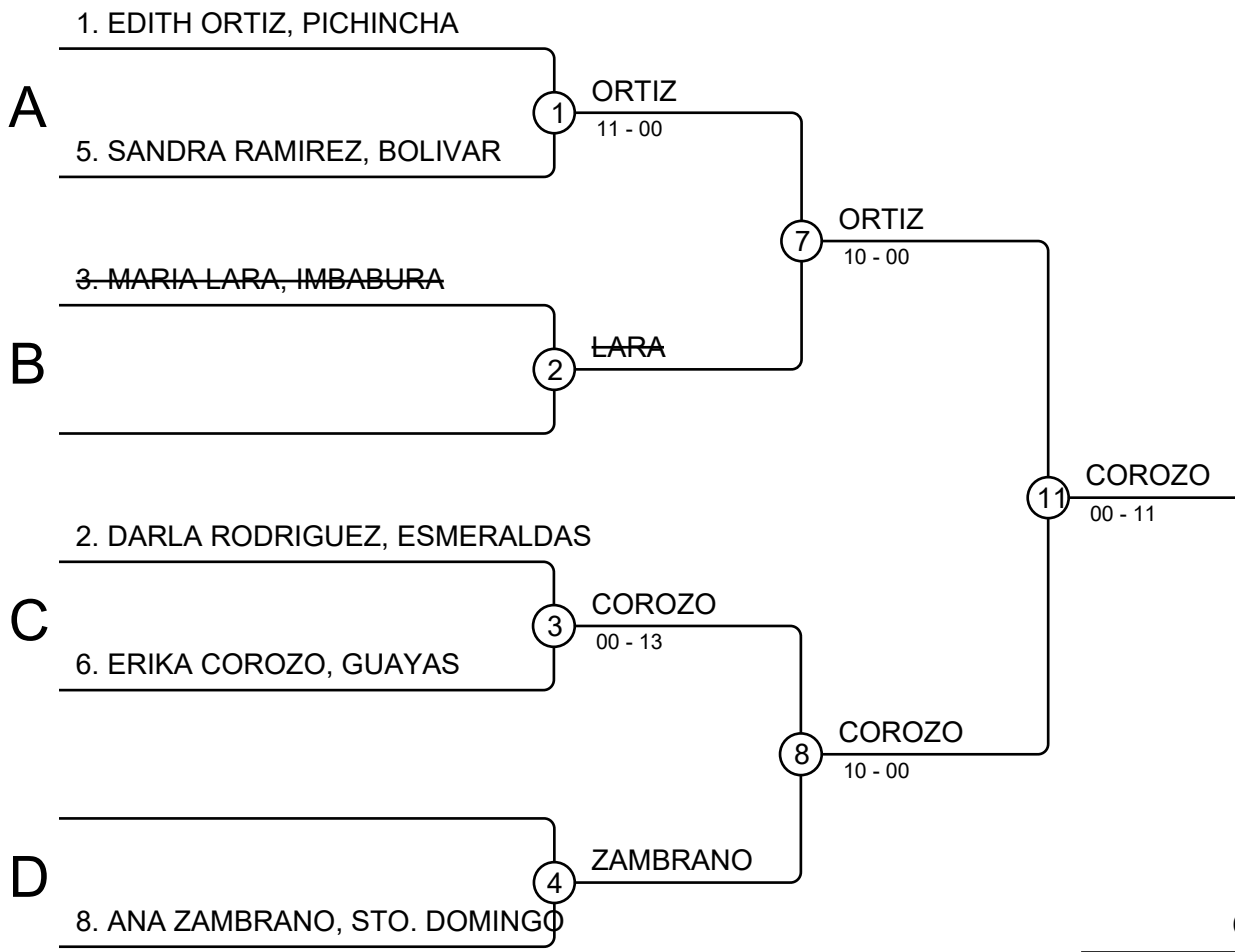 1. EDITH ORTIZ, PICHINCHA
A
1
ORTIZ
11 - 00
5. SANDRA RAMIREZ, BOLIVAR
7
ORTIZ
10 - 00
3. MARIA LARA, IMBABURA
B
2
LARA
11
COROZO
00 - 11
2. DARLA RODRIGUEZ, ESMERALDAS
C
3
COROZO
00 - 13
6. ERIKA COROZO, GUAYAS
8
COROZO
10 - 00
D
4
ZAMBRANO
8. ANA ZAMBRANO, STO. DOMINGO